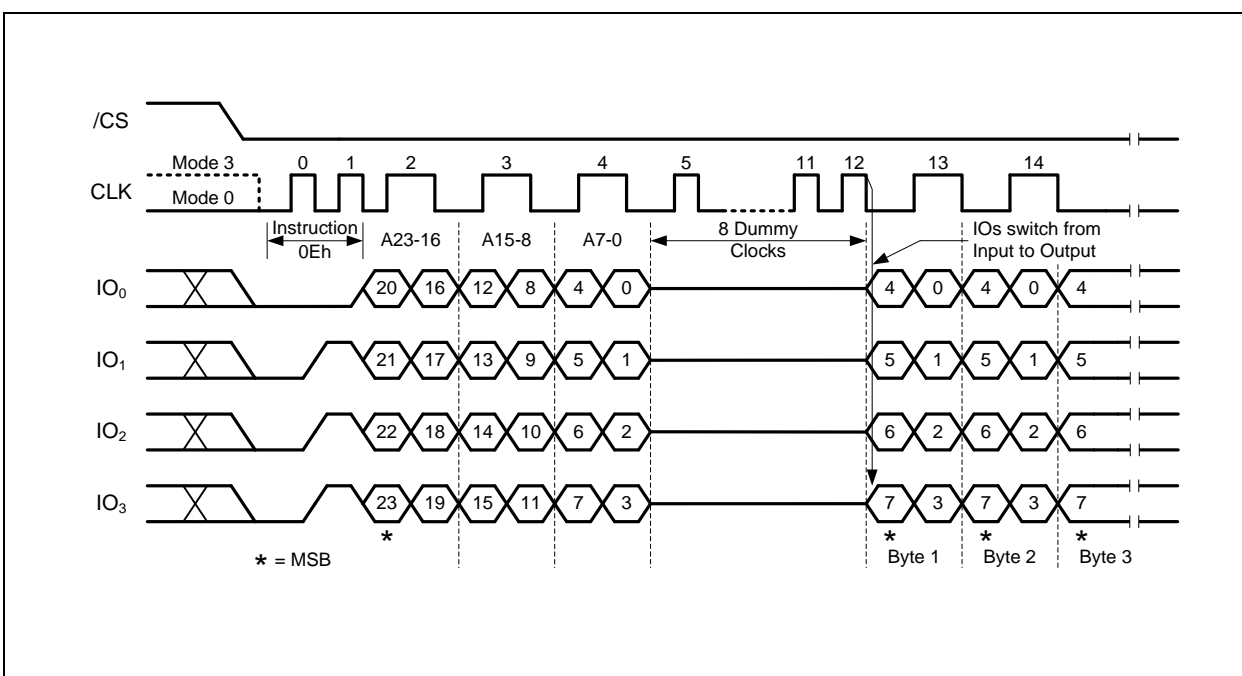 /CS
Mode 3 0 1 2 3 4 5 11 12 13 14
CLK
Mode 0
Instruction
0Eh
A23-16 A15-8 A7-0
8 Dummy
Clocks
IOs switch from
Input to Output
IO0 20 16 12 8 4 0 4 0 4 0 4
IO1 21 17 13 9 5 1 5 1 5 1 5
IO2 22 18 14 10 6 2 6 2 6 2 6
IO3 23 19 15 11 7 3 7 3 7 3 7
* * * *
* = MSB
Byte 1 Byte 2 Byte 3